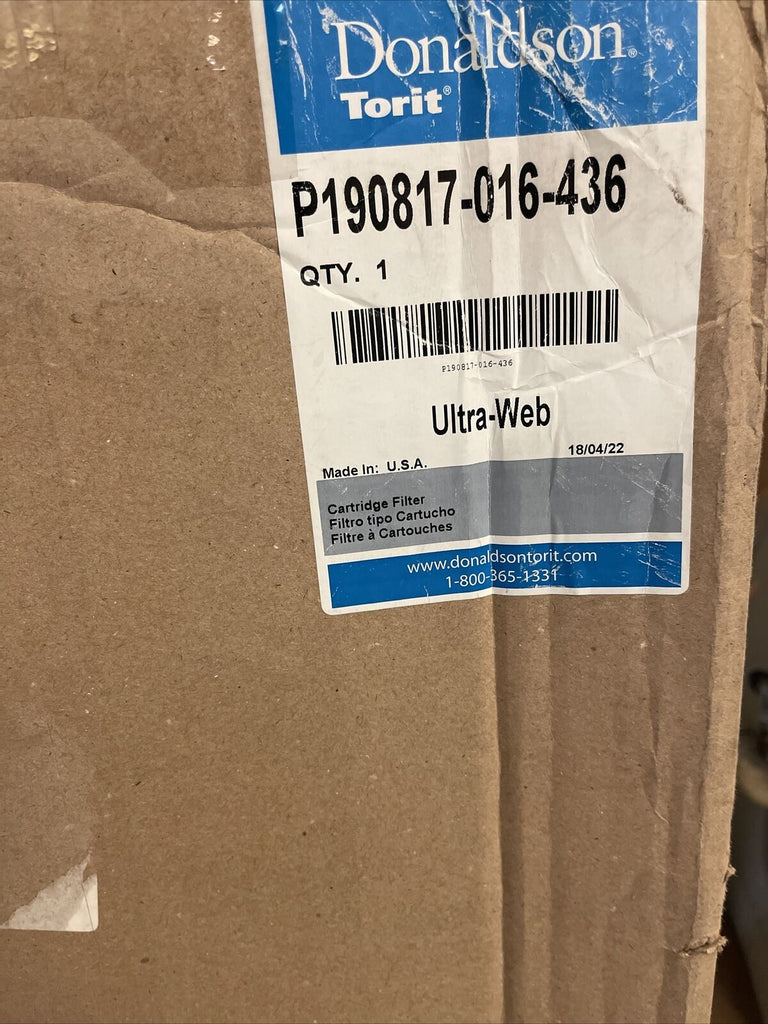 Donaldson®
Torit®
P190817-016-436
QTY. 1
P190817-016-436
Ultra-Web
Made In: U.S.A. 18/04/22
Cartridge Filter
Filtro tipo Cartucho
Filtre à Cartouches
www.donaldsontorit.com
1-800-365-1331